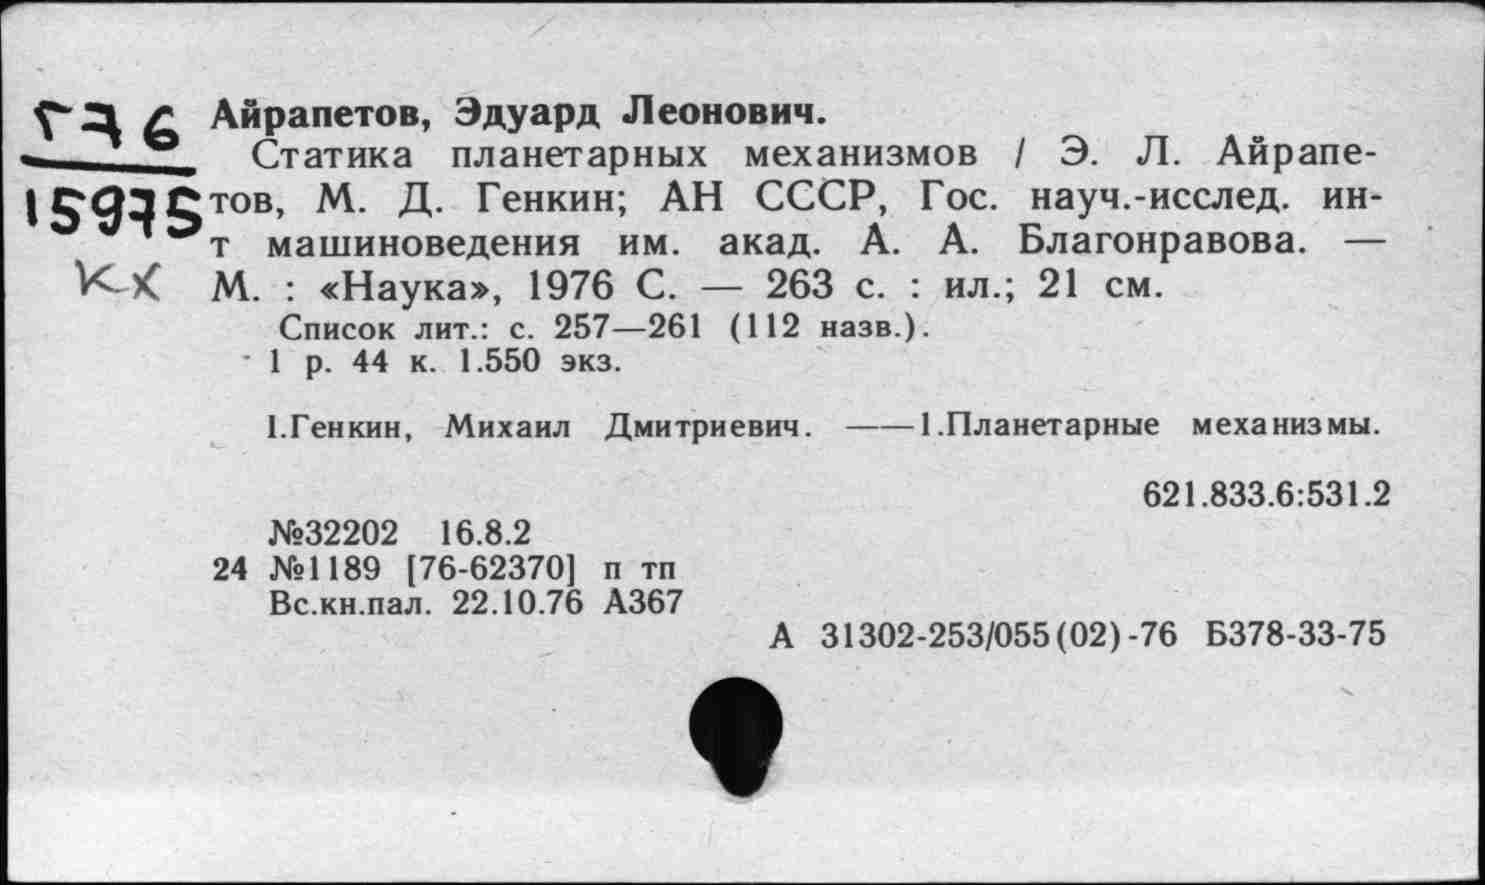 Г76
15975
КХ
Айрапетов, Эдуард Леонович.
Статика планетарных механизмов / Э. Л. Айрапе-
тов, М. Д. Генкин; АН СССР, Гос. науч.-исслед. ин-
т машиноведения им. акад. А. А. Благонравова. —
М. : «Наука», 1976 С. — 263 с. : ил.; 21 см.
Список лит.: с. 257—261 (112 назв.).
1 р. 44 к. 1.550 экз.
I.Генкин, Михаил Дмитриевич. ——1.Планетарные механизмы.
621.833.6:531.2
№32202 16.8.2
24 №1189 [76-62370] п тп
Вс.кн.пал. 22.10.76 А367
А 31302-253/055(02)-76 Б378-33-75